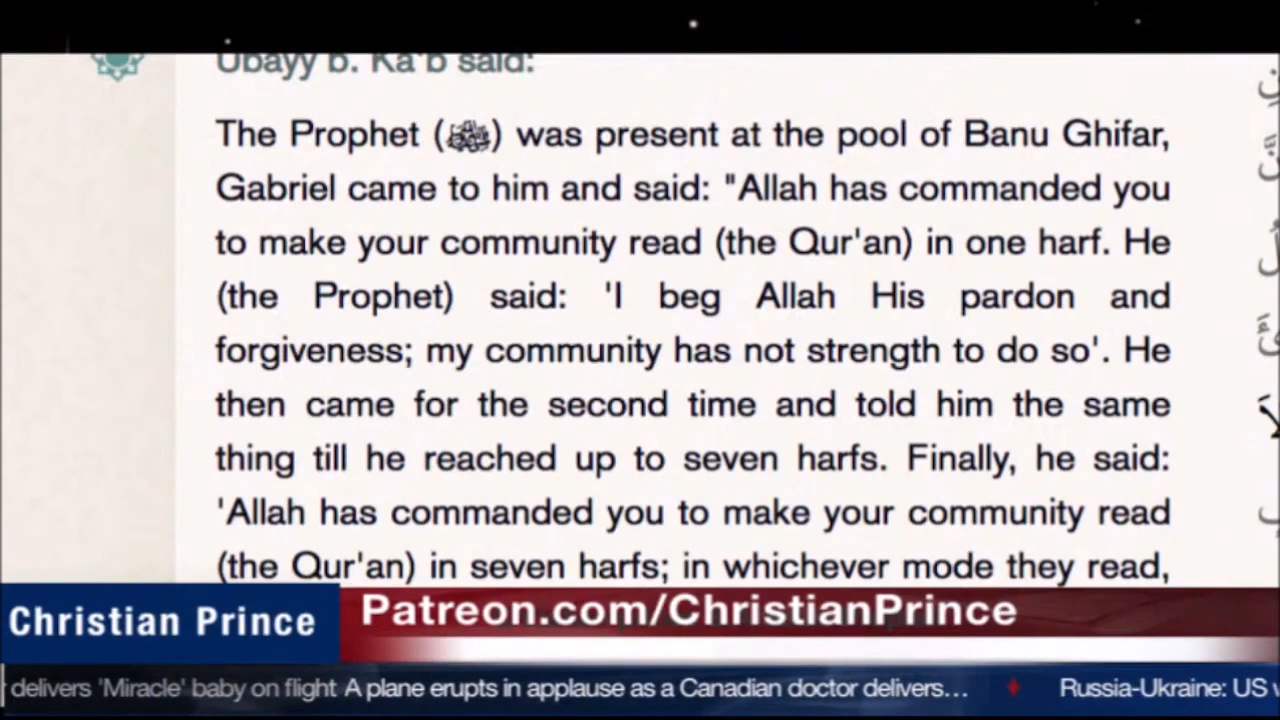 Ubayy b. Ka'b said:
The Prophet (ﷺ) was present at the pool of Banu Ghifar,
Gabriel came to him and said: "Allah has commanded you
to make your community read (the Qur'an) in one harf. He
(the Prophet) said: 'I beg Allah His pardon and
forgiveness; my community has not strength to do so'. He
then came for the second time and told him the same
thing till he reached up to seven harfs. Finally, he said:
'Allah has commanded you to make your community read
(the Qur'an) in seven harfs; in whichever mode they read,
Christian Prince
Patreon.com/ChristianPrince
delivers 'Miracle' baby on flight A plane erupts in applause as a Canadian doctor delivers... Russia-Ukraine: US